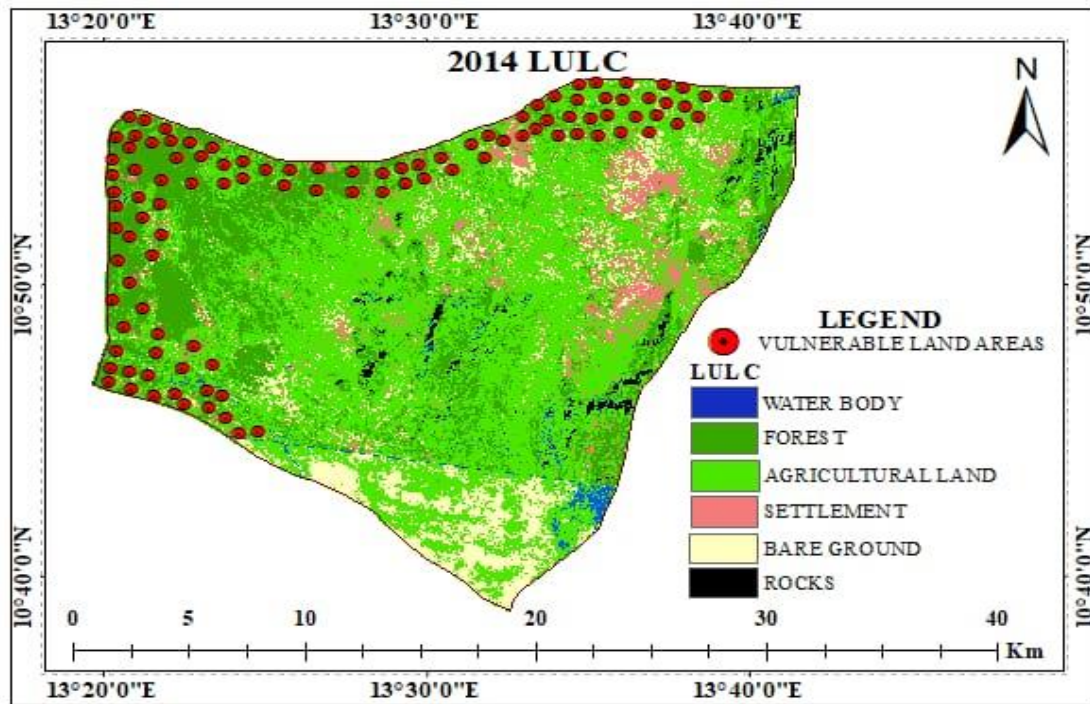 13°20'0"E 13°30'0"E 13°40'0"E
2014 LULC
N
10°50'0"N 10°50'0"N
LEGEND
VULNERABLE LAND AREAS
LULC
WATER BODY
FOREST
AGRICULTURAL LAND
SETTLEMENT
BARE GROUND
ROCKS
10°40'0"N 10°40'0"N
0 5 10 20 30 40
Km
13°20'0"E 13°30'0"E 13°40'0"E